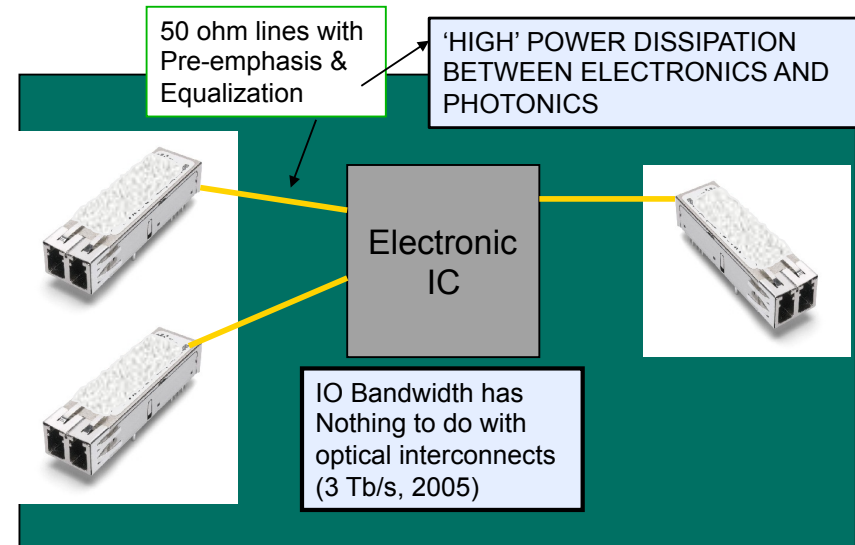 50 ohm lines with
Pre-emphasis &
Equalization
‘HIGH’ POWER DISSIPATION
BETWEEN ELECTRONICS AND
PHOTONICS
Electronic
IC
IO Bandwidth has
Nothing to do with
optical interconnects
(3 Tb/s, 2005)